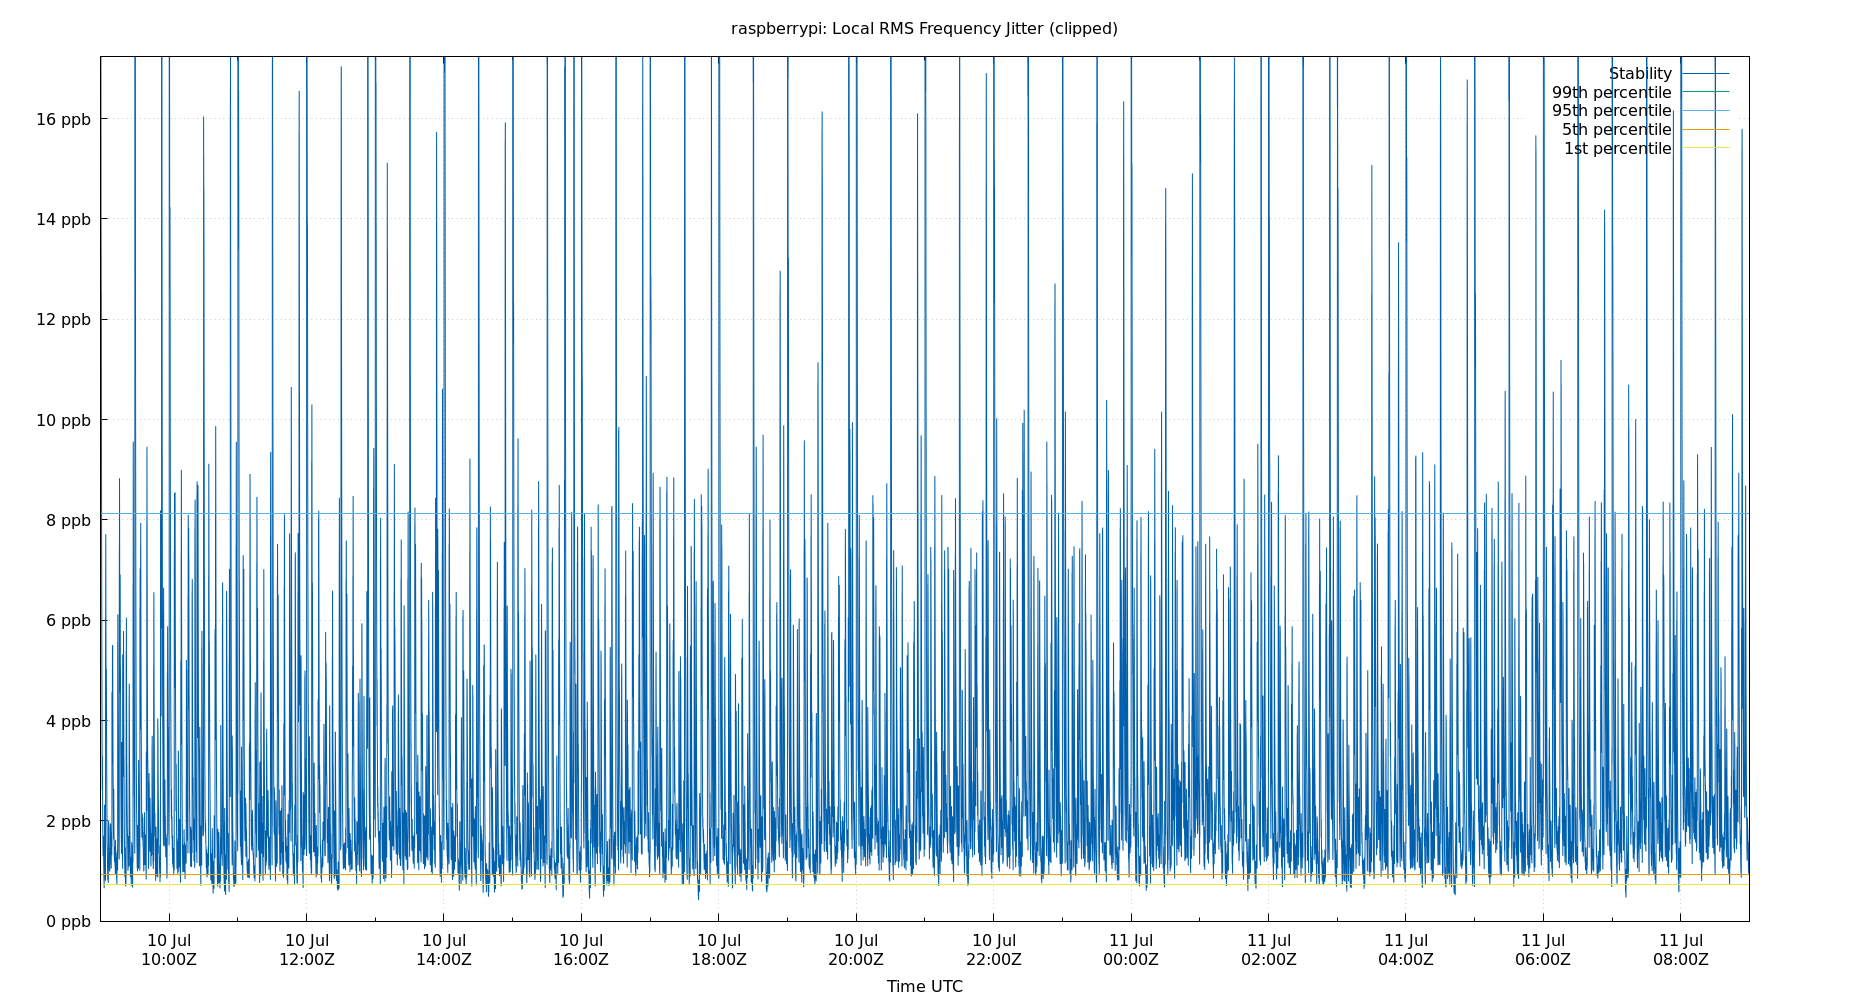 raspberrypi: Local RMS Frequency Jitter (clipped)
Stability
99th percentile
95th percentile
5th percentile
1st percentile
16 ppb
14 ppb
12 ppb
10 ppb
8 ppb
6 ppb
4 ppb
2 ppb
0 ppb
10 Jul 10 Jul 10 Jul 10 Jul 10 Jul 10 Jul 10 Jul 11 Jul 11 Jul 11 Jul 11 Jul 11 Jul
10:00Z 12:00Z 14:00Z 16:00Z 18:00Z 20:00Z 22:00Z 00:00Z 02:00Z 04:00Z 06:00Z 08:00Z
Time UTC